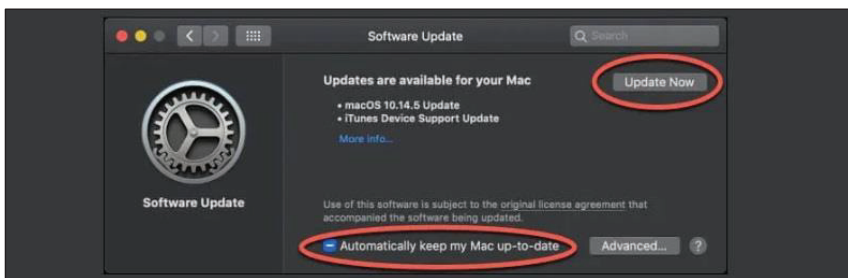 Software Update
Search
Updates are available for your Mac
Update Now
• macOS 10.14.5 Update
• iTunes Device Support Update
More info...
Software Update
Use of this software is subject to the original license agreement that
accompanied the software being updated.
Automatically keep my Mac up-to-date
Advanced...
?